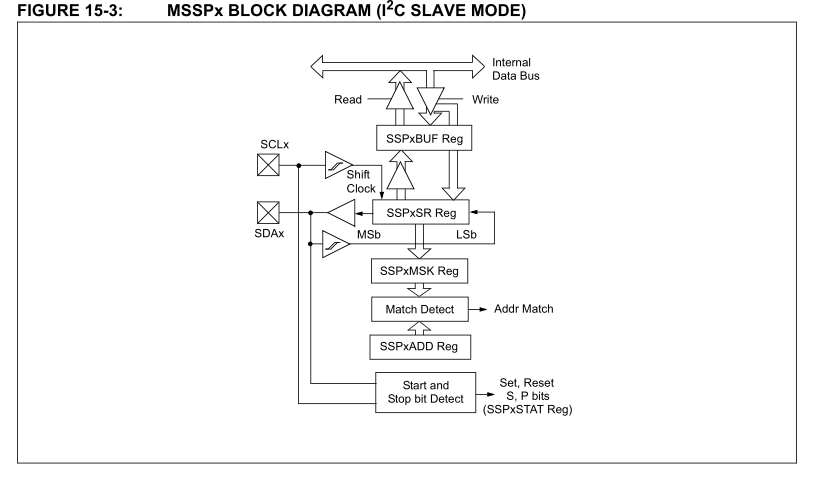 FIGURE 15-3: MSSPx BLOCK DIAGRAM (I²C SLAVE MODE)
Internal
Data Bus
Read
Write
SSPxBUF Reg
SCLx
Shift
Clock
SSPxSR Reg
SDAx
MSb
LSb
SSPxMSK Reg
Match Detect
Addr Match
SSPxADD Reg
Start and
Stop bit Detect
Set, Reset
S, P bits
(SSPxSTAT Reg)